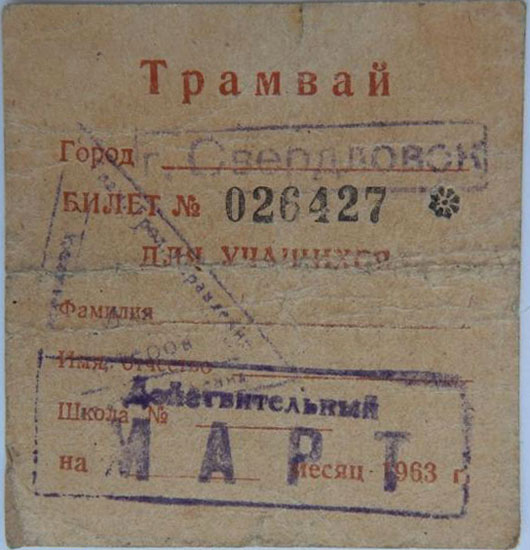 Трамвай
Город г. Свердловск
БИЛЕТ № 026427
ДЛЯ УЧАЩИХСЯ
Фамилия
Имя, отчество
Действительный
Школа №
МАРТ
на месяц 1963 г.